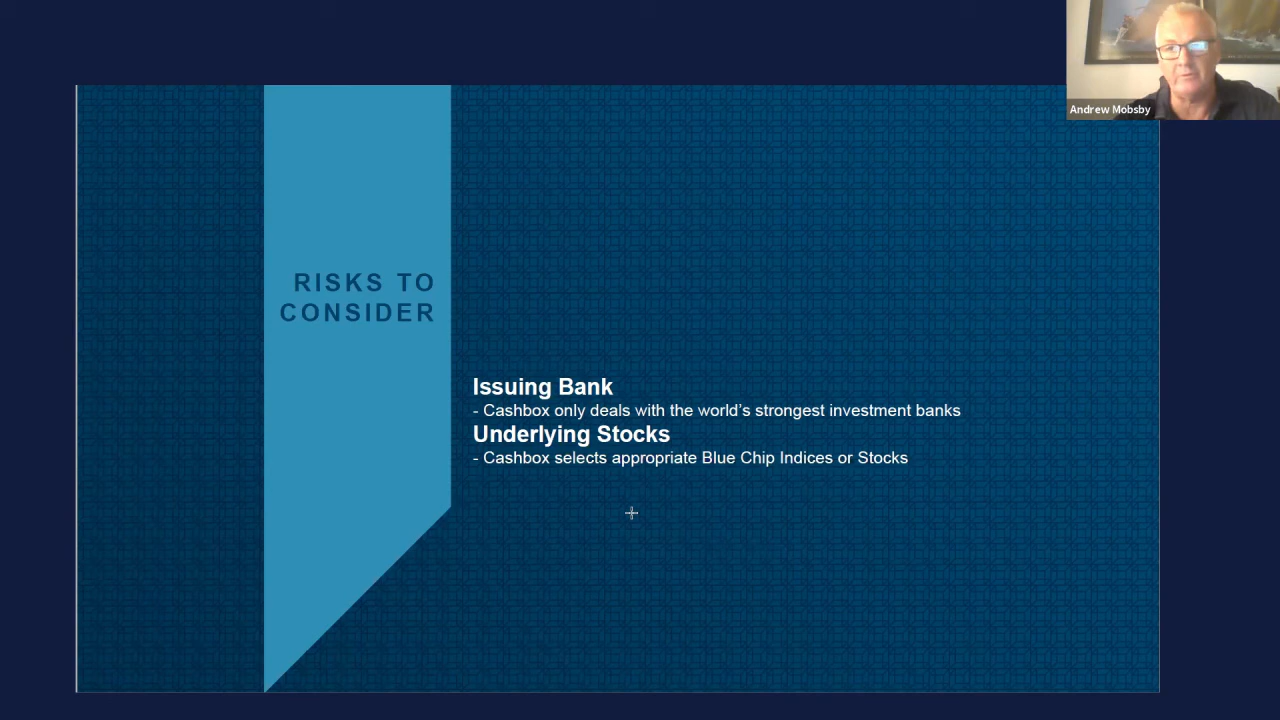 Andrew Mobsby
RISKS TO
CONSIDER
Issuing Bank
- Cashbox only deals with the world’s strongest investment banks
Underlying Stocks
- Cashbox selects appropriate Blue Chip Indices or Stocks